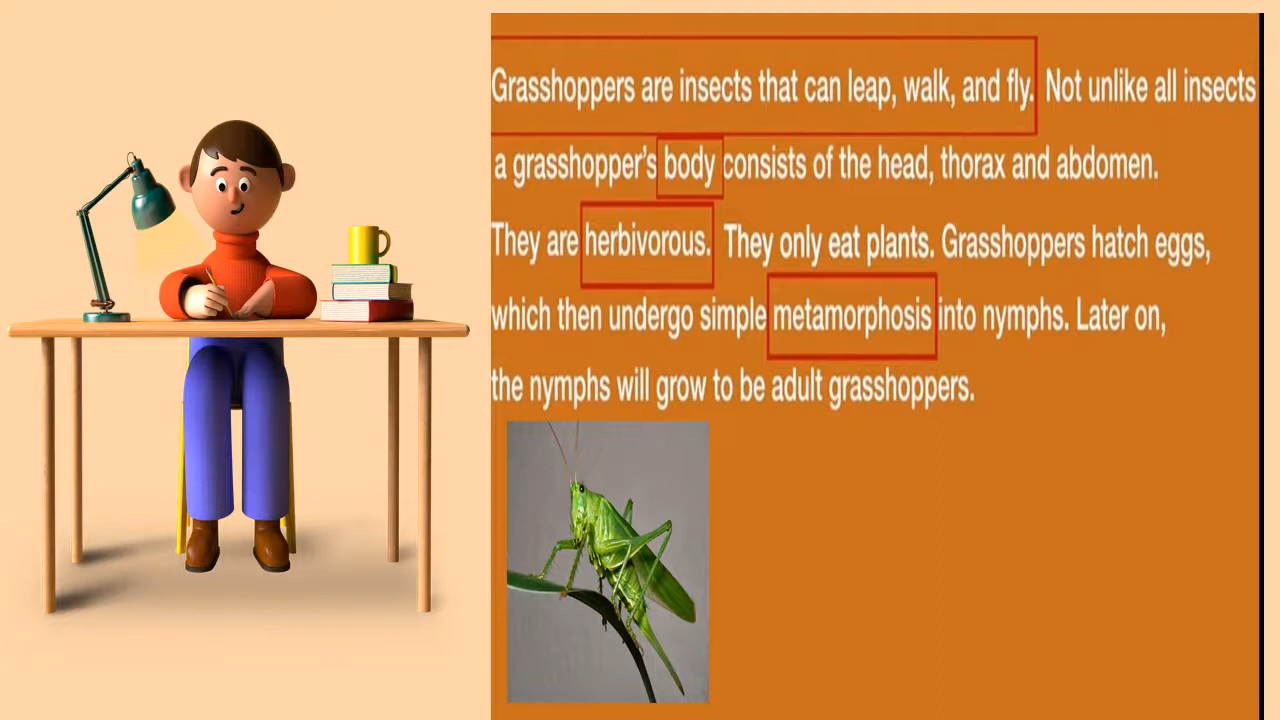 Grasshoppers are insects that can leap, walk, and fly. Not unlike all insects
a grasshopper's body consists of the head, thorax and abdomen.
They are herbivorous. They only eat plants. Grasshoppers hatch eggs,
which then undergo simple metamorphosis into nymphs. Later on,
the nymphs will grow to be adult grasshoppers.